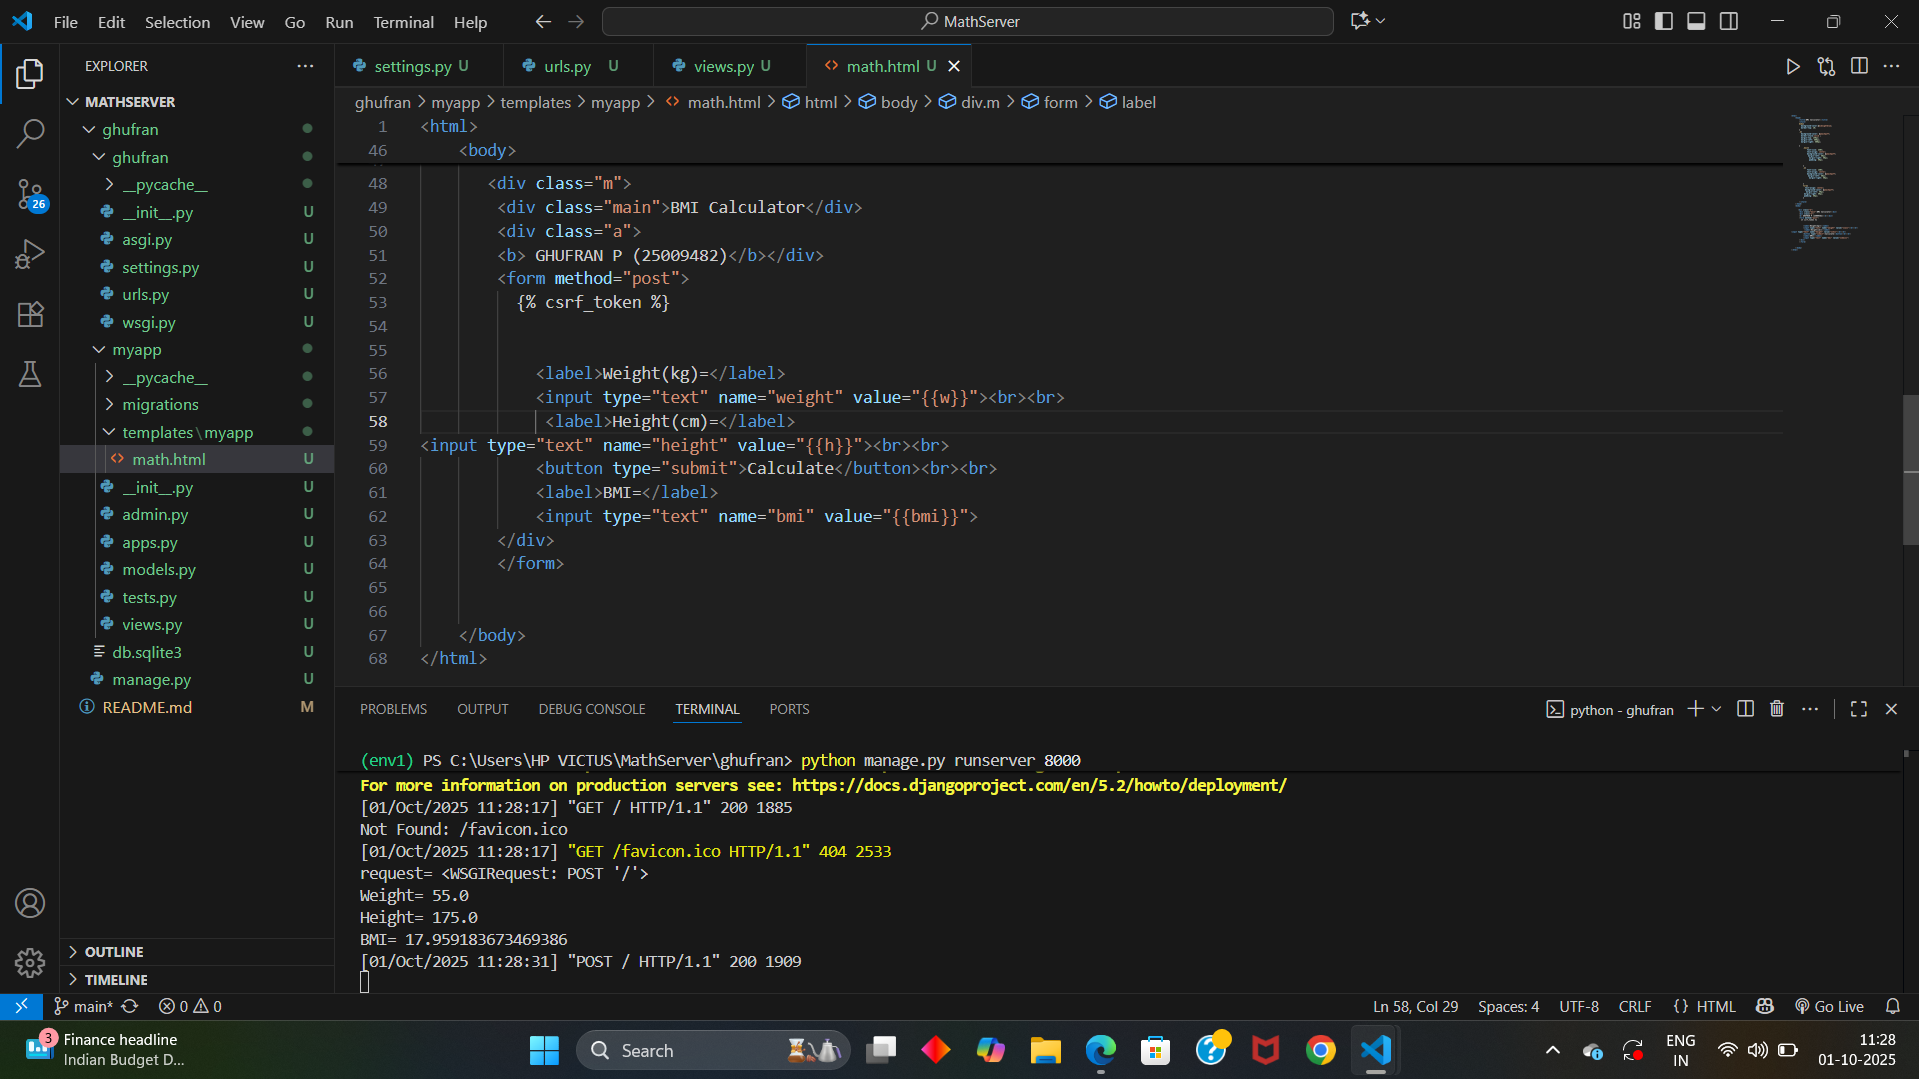 File Edit Selection View Go Run Terminal Help
MathServer
EXPLORER
settings.py U
urls.py U
views.py U
math.html U
MATHSERVER
ghufran > myapp > templates > myapp > math.html > html > body > div.m > form > label
ghufran
ghufran
__pycache__
__init__.py U
asgi.py U
settings.py U
urls.py U
wsgi.py U
myapp
__pycache__
migrations
templates\myapp
math.html U
__init__.py U
admin.py U
apps.py U
models.py U
tests.py U
views.py U
db.sqlite3 U
manage.py U
README.md M
OUTLINE
TIMELINE
26
1 <html>
46 <body>
48 <div class="m">
49 <div class="main">BMI Calculator</div>
50 <div class="a">
51 <b> GHUFRAN P (25009482)</b></div>
52 <form method="post">
53 {% csrf_token %}
54
55
56 <label>Weight(kg)=</label>
57 <input type="text" name="weight" value="{{w}}"><br><br>
58 <label>Height(cm)=</label>
59 <input type="text" name="height" value="{{h}}"><br><br>
60 <button type="submit">Calculate</button><br><br>
61 <label>BMI=</label>
62 <input type="text" name="bmi" value="{{bmi}}">
63 </div>
64 </form>
65
66
67 </body>
68 </html>
PROBLEMS OUTPUT DEBUG CONSOLE TERMINAL PORTS
python - ghufran
(env1) PS C:\Users\HP VICTUS\MathServer\ghufran> python manage.py runserver 8000
For more information on production servers see: https://docs.djangoproject.com/en/5.2/howto/deployment/
[01/Oct/2025 11:28:17] "GET / HTTP/1.1" 200 1885
Not Found: /favicon.ico
[01/Oct/2025 11:28:17] "GET /favicon.ico HTTP/1.1" 404 2533
request= <WSGIRequest: POST '/'>
Weight= 55.0
Height= 175.0
BMI= 17.959183673469386
[01/Oct/2025 11:28:31] "POST / HTTP/1.1" 200 1909
main* 0 0
Ln 58, Col 29 Spaces: 4 UTF-8 CRLF {} HTML Go Live
3
Finance headline
Indian Budget D...
Search
ENG
IN
11:28
01-10-2025